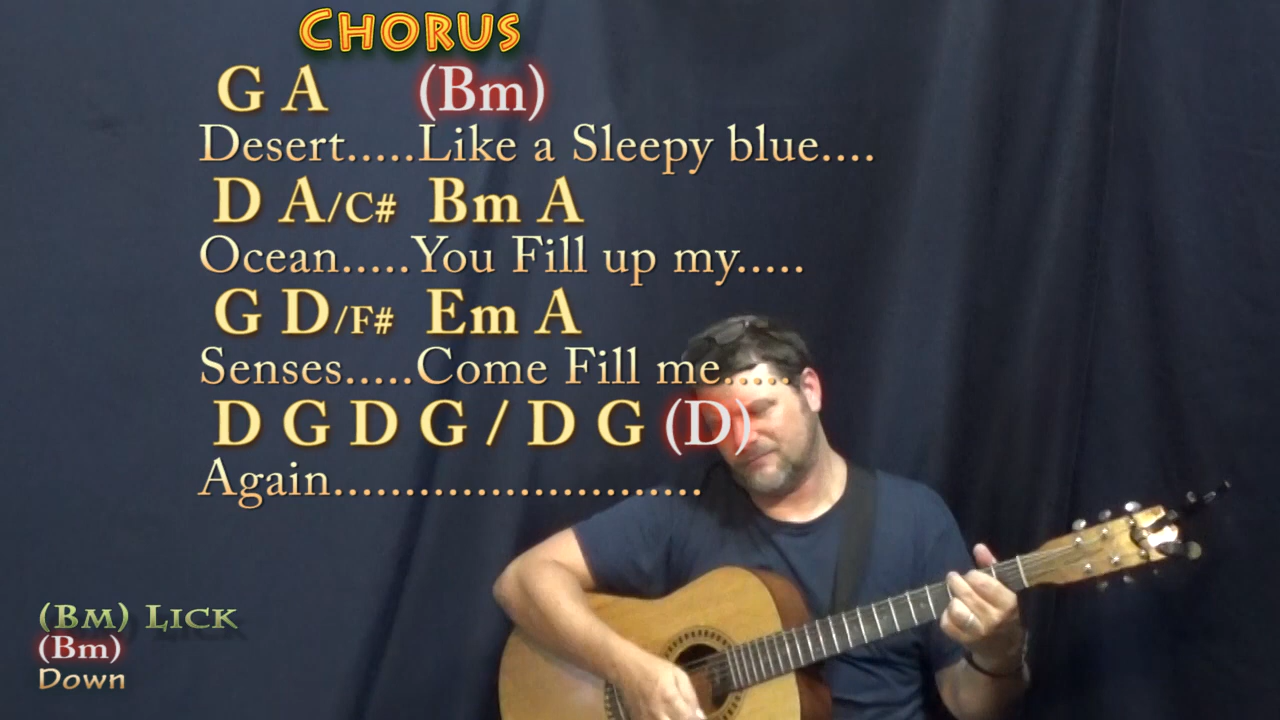 CHORUS
G A (Bm)
Desert.....Like a Sleepy blue....
D A/C# Bm A
Ocean.....You Fill up my.....
G D/F# Em A
Senses.....Come Fill me.....
D G D G / D G (D)
Again..........................
(BM) LICK
(Bm)
Down